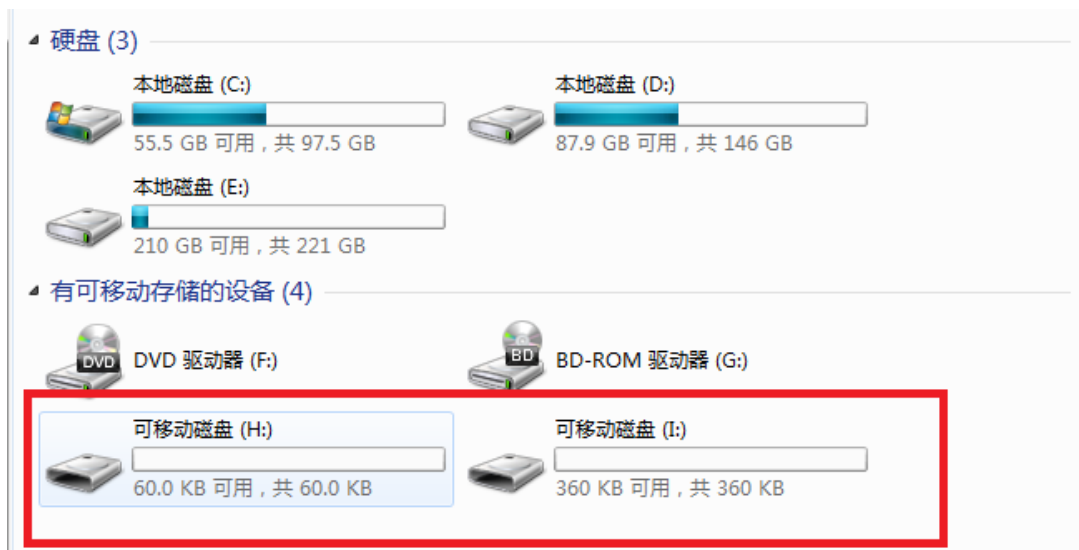 硬盘 (3)
本地磁盘 (C:)
55.5 GB 可用，共 97.5 GB
本地磁盘 (D:)
87.9 GB 可用，共 146 GB
本地磁盘 (E:)
210 GB 可用，共 221 GB
有可移动存储的设备 (4)
DVD
DVD 驱动器 (F:)
BD
BD-ROM 驱动器 (G:)
可移动磁盘 (H:)
60.0 KB 可用，共 60.0 KB
可移动磁盘 (I:)
360 KB 可用，共 360 KB